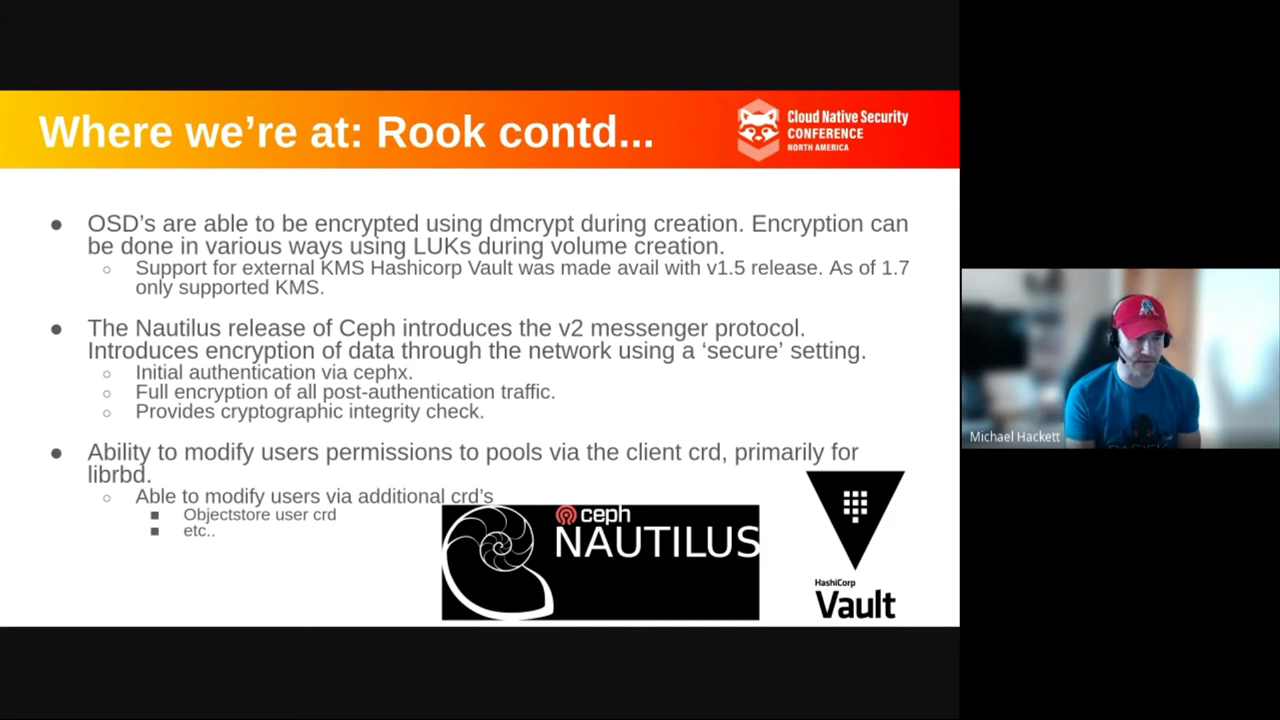 Where we're at: Rook contd...
Cloud Native Security
CONFERENCE
NORTH AMERICA
● OSD's are able to be encrypted using dmcrypt during creation. Encryption can
be done in various ways using LUKs during volume creation.
○ Support for external KMS Hashicorp Vault was made avail with v1.5 release. As of 1.7
only supported KMS.
● The Nautilus release of Ceph introduces the v2 messenger protocol.
Introduces encryption of data through the network using a ‘secure’ setting.
○ Initial authentication via cephx.
○ Full encryption of all post-authentication traffic.
○ Provides cryptographic integrity check.
● Ability to modify users permissions to pools via the client crd, primarily for
librbd.
○ Able to modify users via additional crd's
■ Objectstore user crd
■ etc..
ceph
NAUTILUS
HashiCorp
Vault
Michael Hackett